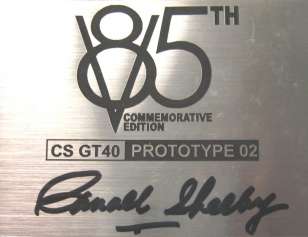 85TH
COMMEMORATIVE
EDITION
CS GT40 PROTOTYPE 02
Carroll Shelby